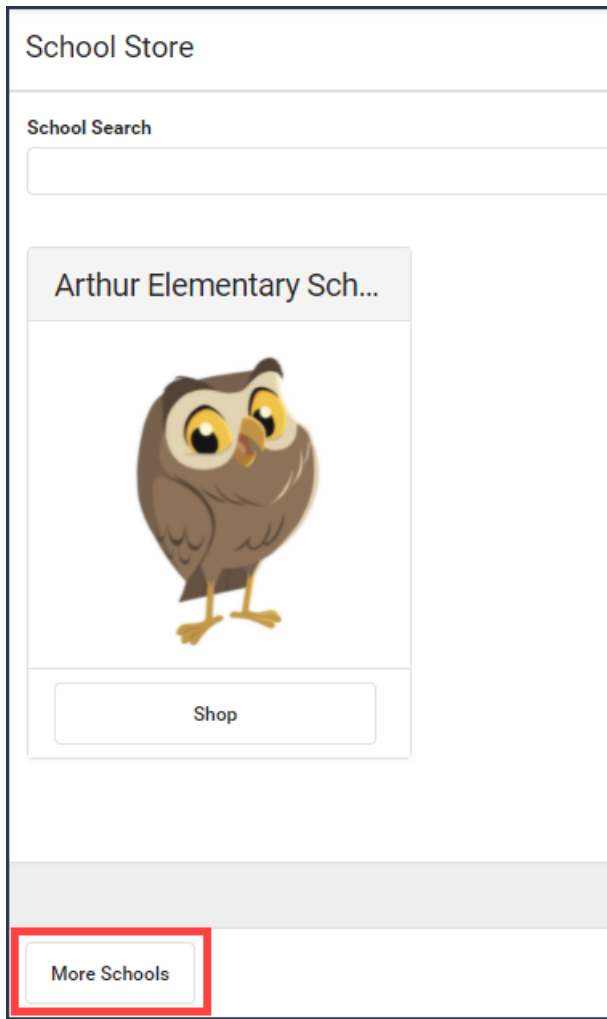 School Store
School Search
Arthur Elementary Sch...
Shop
More Schools